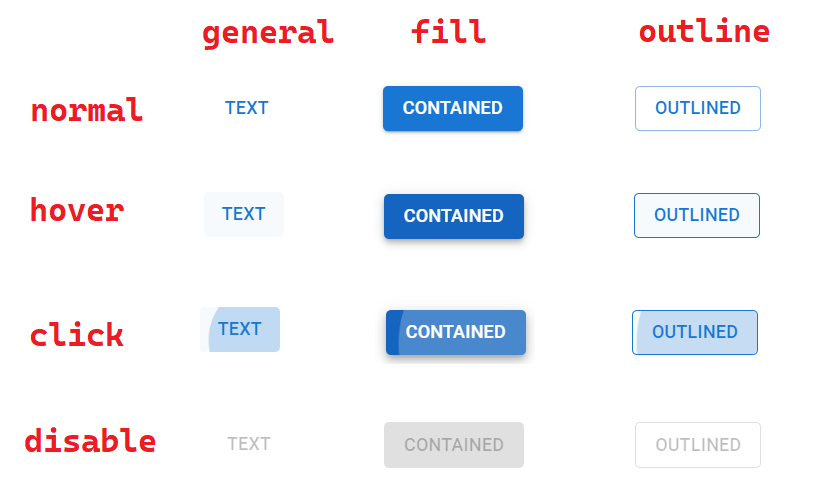 general fill outline
normal TEXT CONTAINED OUTLINED
hover TEXT CONTAINED OUTLINED
click TEXT CONTAINED OUTLINED
disable TEXT CONTAINED OUTLINED